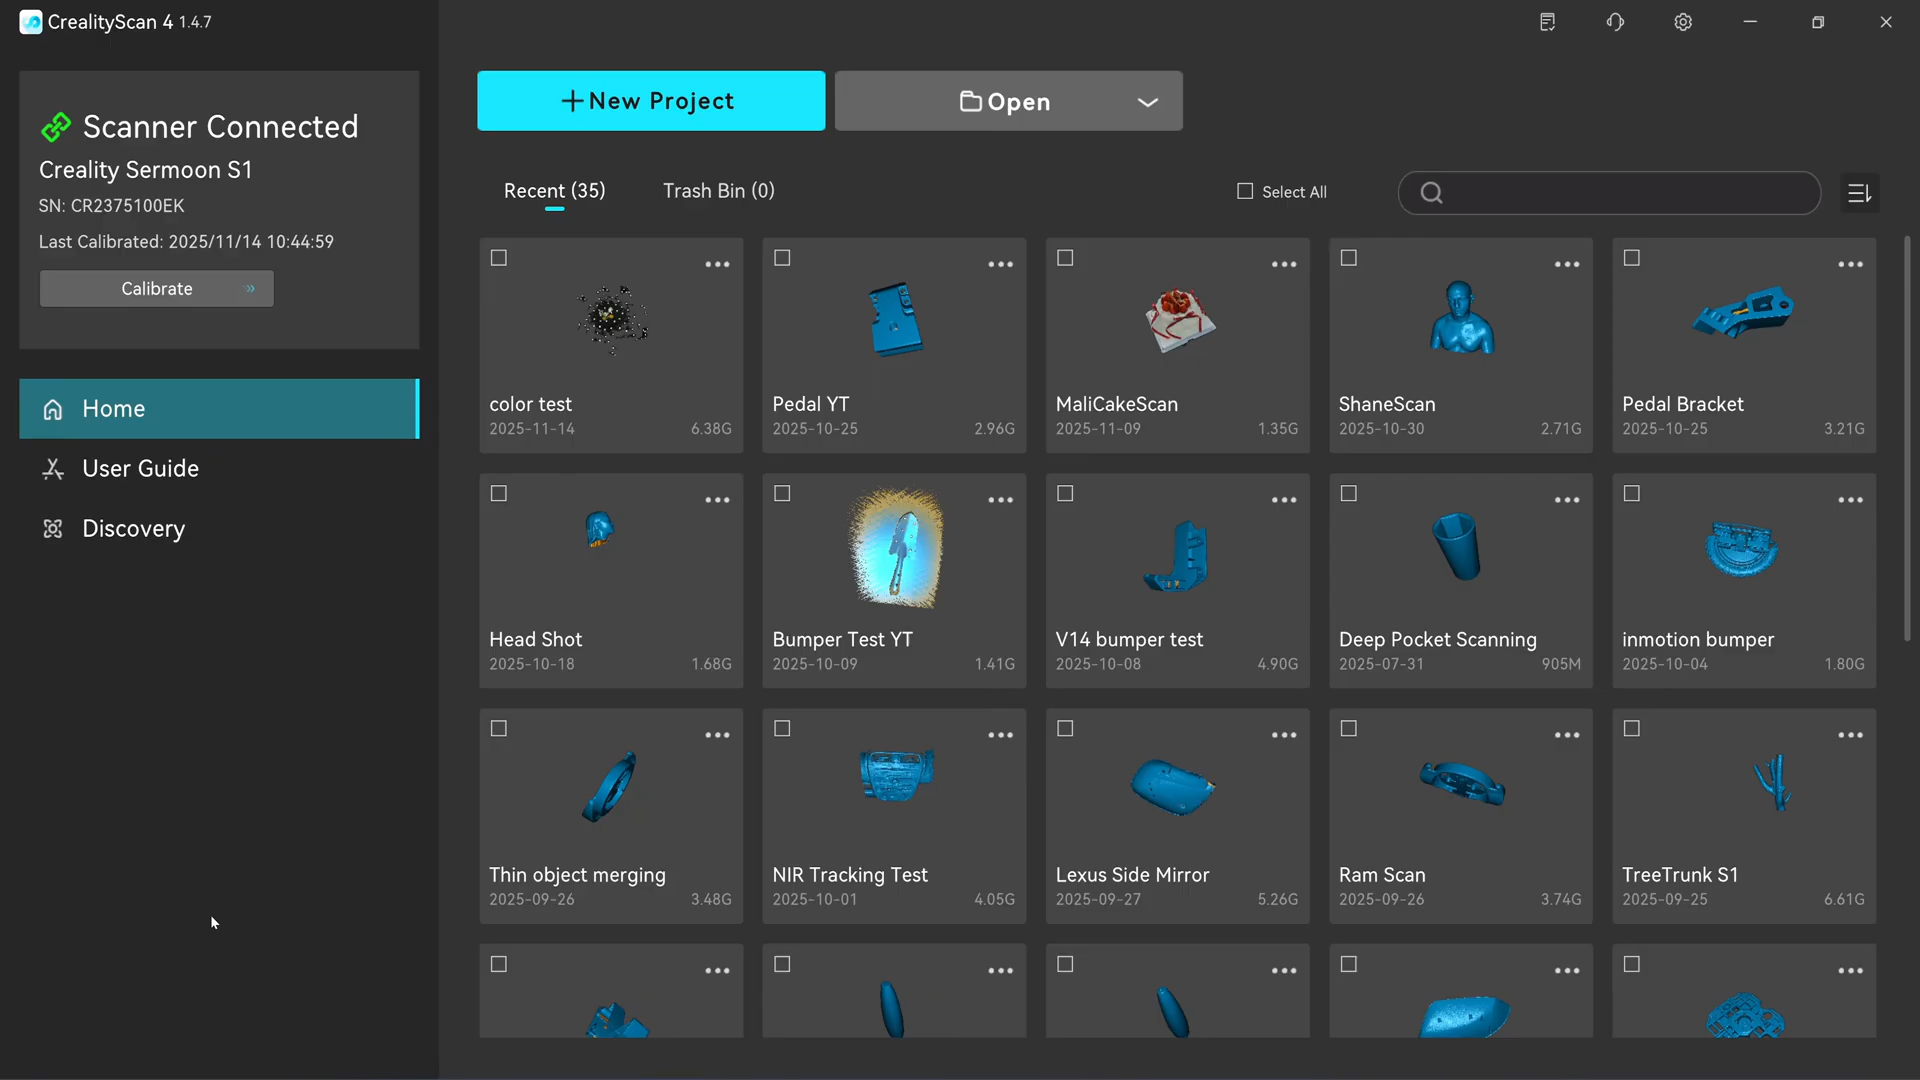 CrealityScan 4 1.4.7
Scanner Connected
Creality Sermoon S1
SN: CR2375100EK
Last Calibrated: 2025/11/14 10:44:59
Calibrate
Home
User Guide
Discovery
New Project
Open
Recent (35)
Trash Bin (0)
Select All
color test
2025-11-14 6.38G
Pedal YT
2025-10-25 2.96G
MaliCakeScan
2025-11-09 1.35G
ShaneScan
2025-10-30 2.71G
Pedal Bracket
2025-10-25 3.21G
Head Shot
2025-10-18 1.68G
Bumper Test YT
2025-10-09 1.41G
V14 bumper test
2025-10-08 4.90G
Deep Pocket Scanning
2025-07-31 905M
inmotion bumper
2025-10-04 1.80G
Thin object merging
2025-09-26 3.48G
NIR Tracking Test
2025-10-01 4.05G
Lexus Side Mirror
2025-09-27 5.26G
Ram Scan
2025-09-26 3.74G
TreeTrunk S1
2025-09-25 6.61G